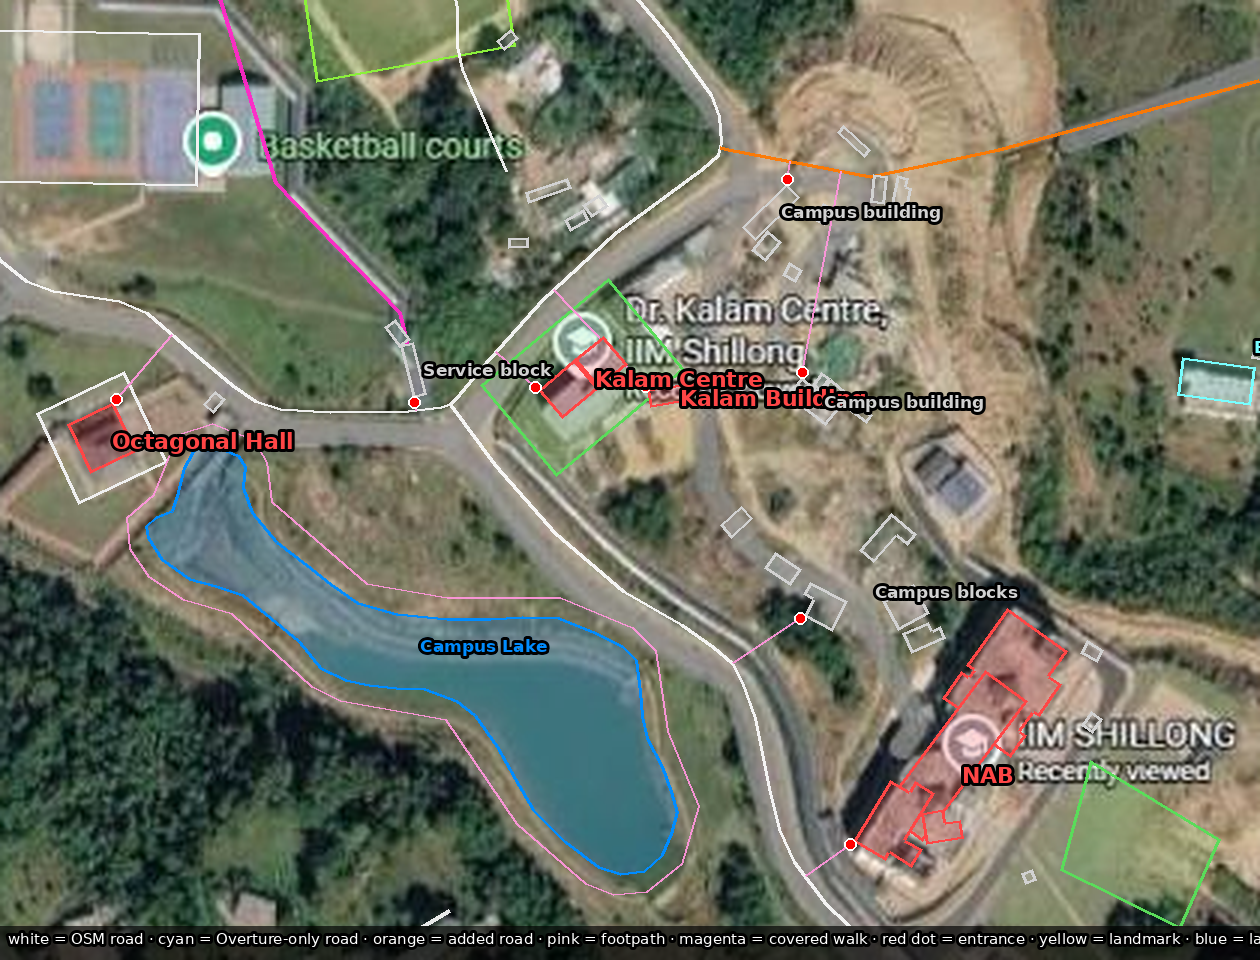 Basketball courts
Campus building
Dr. Kalam Centre,
IIM Shillong
Service block
Kalam Centre
Kalam Building
Campus building
Octagonal Hall
Campus blocks
Campus Lake
IIM SHILLONG
Recently viewed
NAB
white = OSM road · cyan = Overture-only road · orange = added road · pink = footpath · magenta = covered walk · red dot = entrance · yellow = landmark · blue =